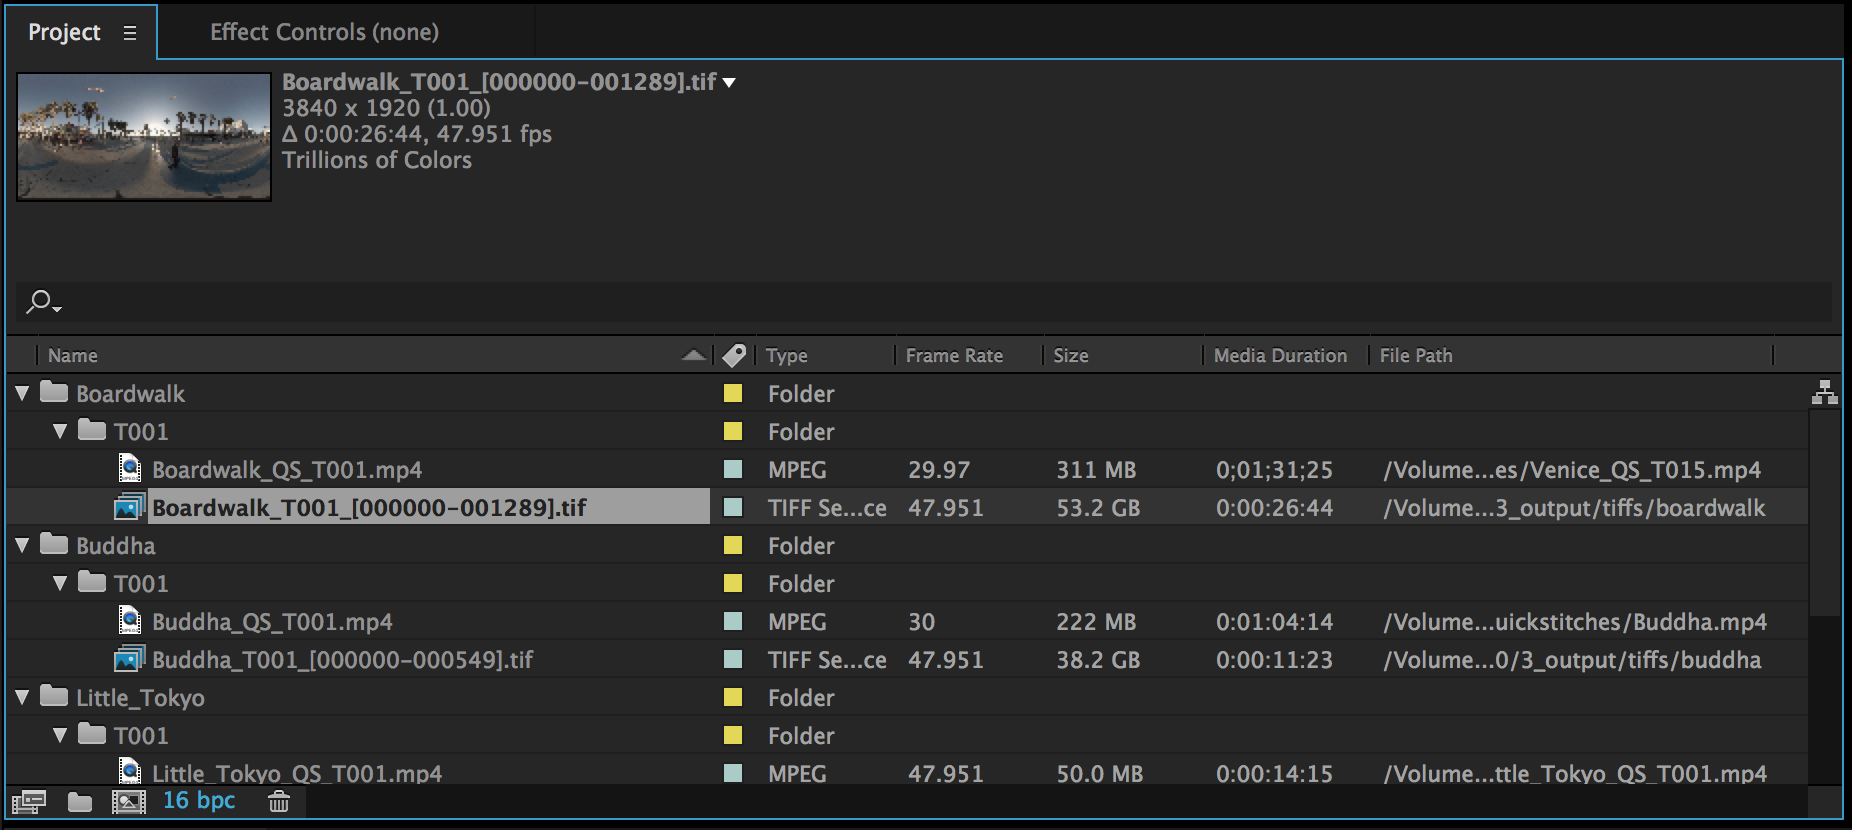 Project ≡ Effect Controls (none)
Boardwalk_T001_[000000-001289].tif
3840 x 1920 (1.00)
Δ 0:00:26:44, 47.951 fps
Trillions of Colors
Name Type Frame Rate Size Media Duration File Path
Boardwalk Folder
T001 Folder
Boardwalk_QS_T001.mp4 MPEG 29.97 311 MB 0;01;31;25 /Volume...es/Venice_QS_T015.mp4
Boardwalk_T001_[000000-001289].tif TIFF Se...ce 47.951 53.2 GB 0:00:26:44 /Volume...3_output/tiffs/boardwalk
Buddha Folder
T001 Folder
Buddha_QS_T001.mp4 MPEG 30 222 MB 0:01:04:14 /Volume...uickstitches/Buddha.mp4
Buddha_T001_[000000-000549].tif TIFF Se...ce 47.951 38.2 GB 0:00:11:23 /Volume...0/3_output/tiffs/buddha
Little_Tokyo Folder
T001 Folder
Little_Tokyo_QS_T001.mp4 MPEG 47.951 50.0 MB 0:00:14:15 /Volume...ttle_Tokyo_QS_T001.mp4
16 bpc